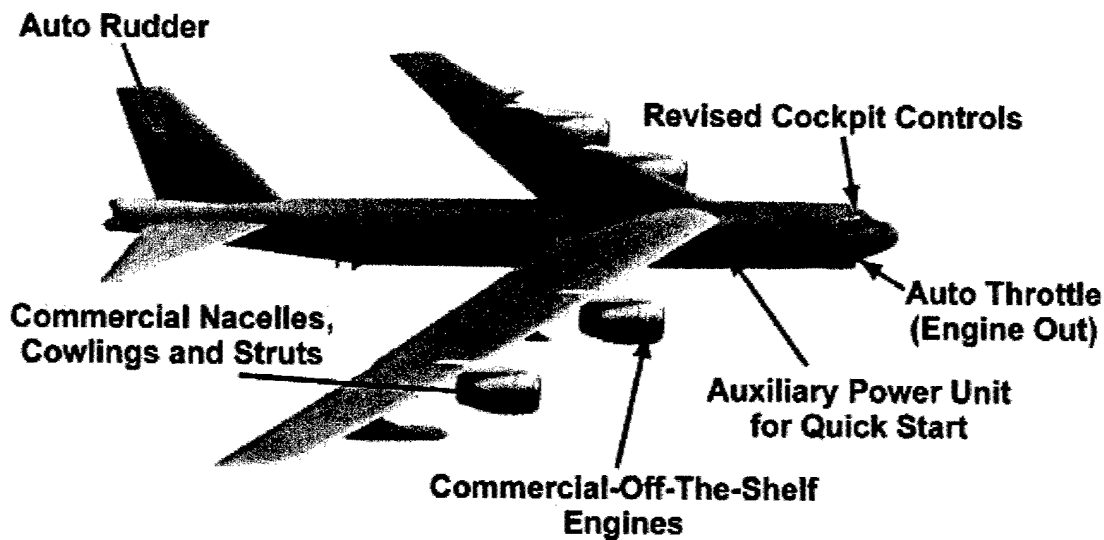 Auto Rudder
Revised Cockpit Controls
Commercial Nacelles,
Cowlings and Struts
Auto Throttle
(Engine Out)
Auxiliary Power Unit
for Quick Start
Commercial-Off-The-Shelf
Engines